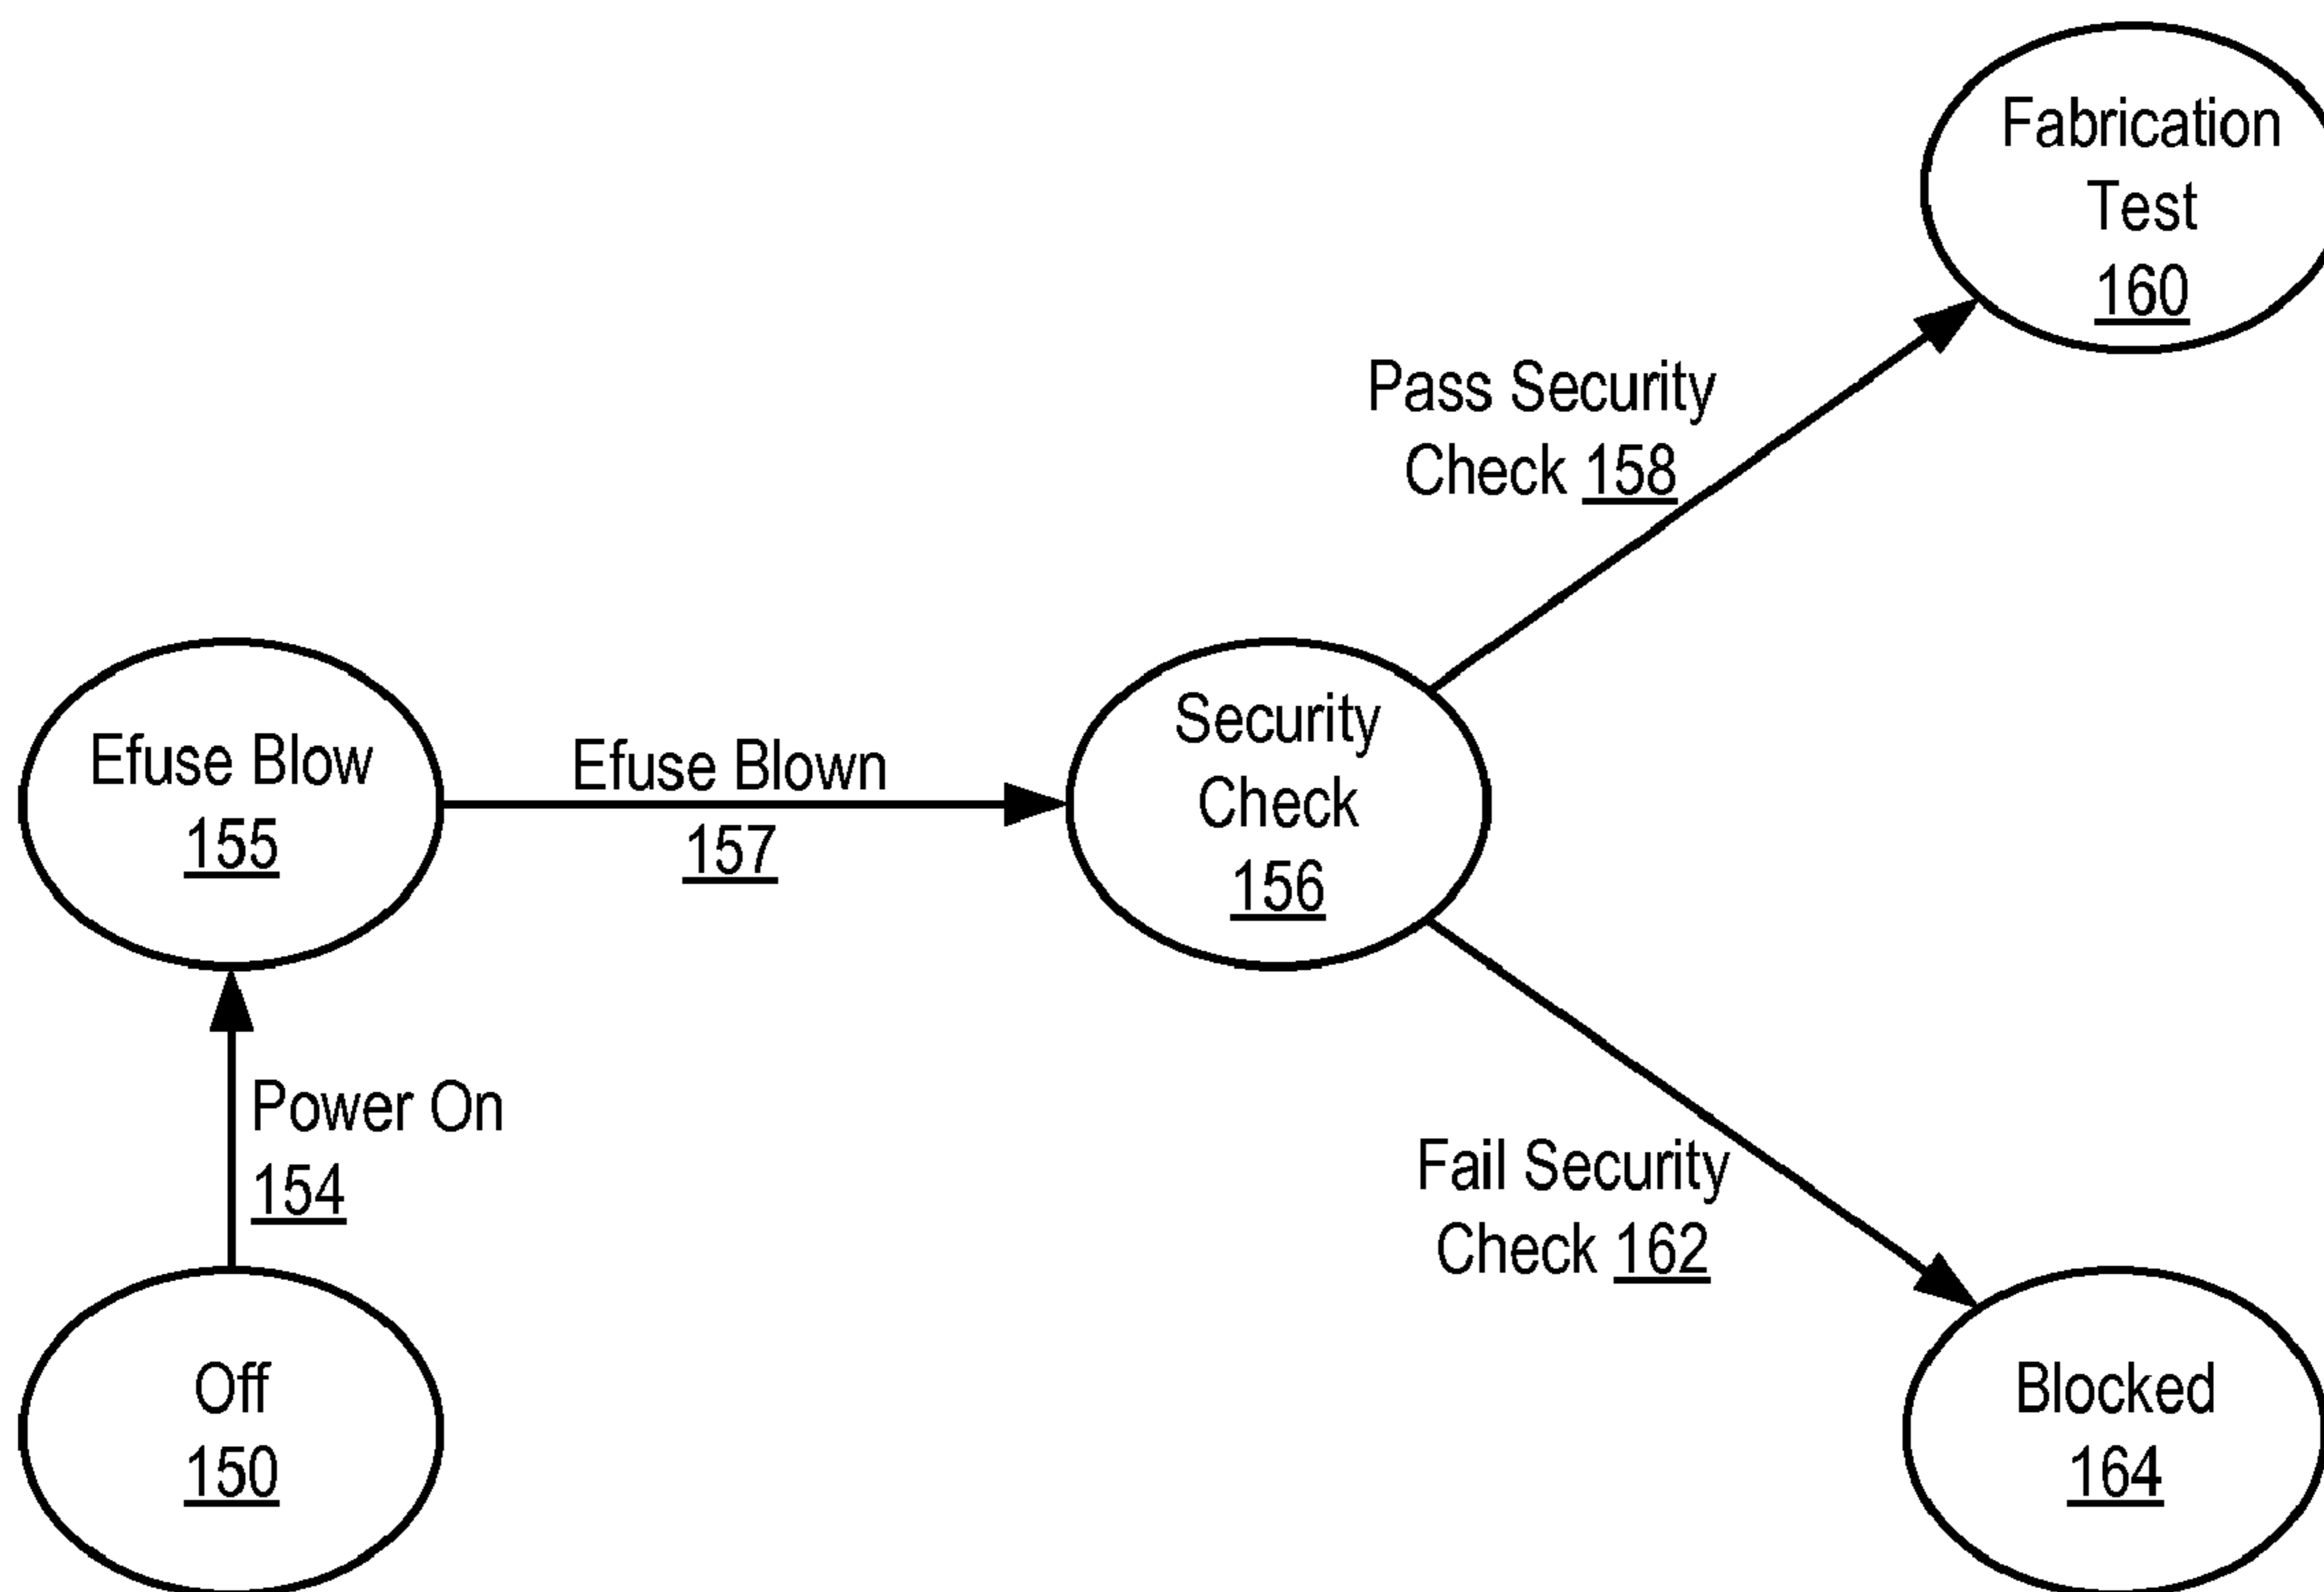 Fabrication
Test
160
Pass Security
Check 158
Efuse Blow
155
Efuse Blown
157
Security
Check
156
Power On
154
Fail Security
Check 162
Off
150
Blocked
164